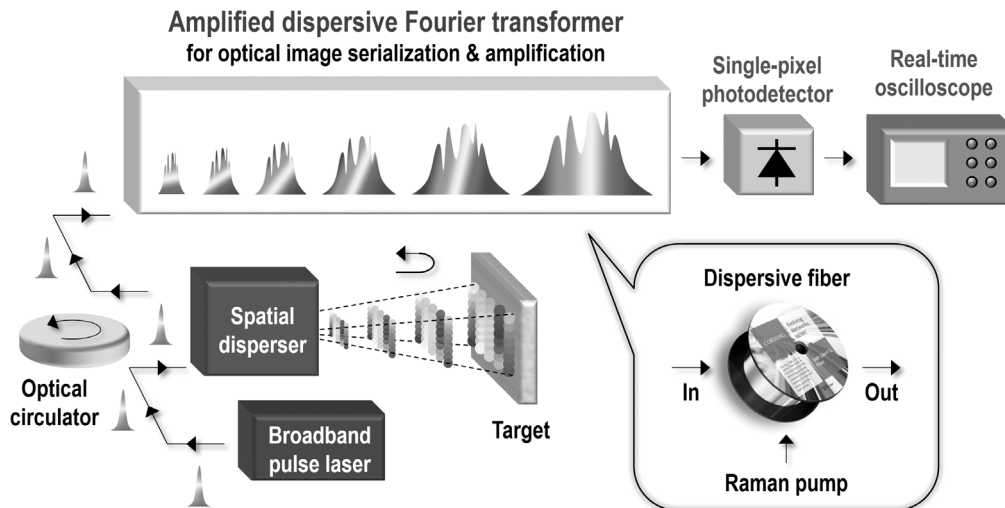 Amplified dispersive Fourier transformer
for optical image serialization & amplification
Single-pixel
photodetector
Real-time
oscilloscope
Spatial
disperser
Optical
circulator
Broadband
pulse laser
Target
Dispersive fiber
In
Out
Raman pump